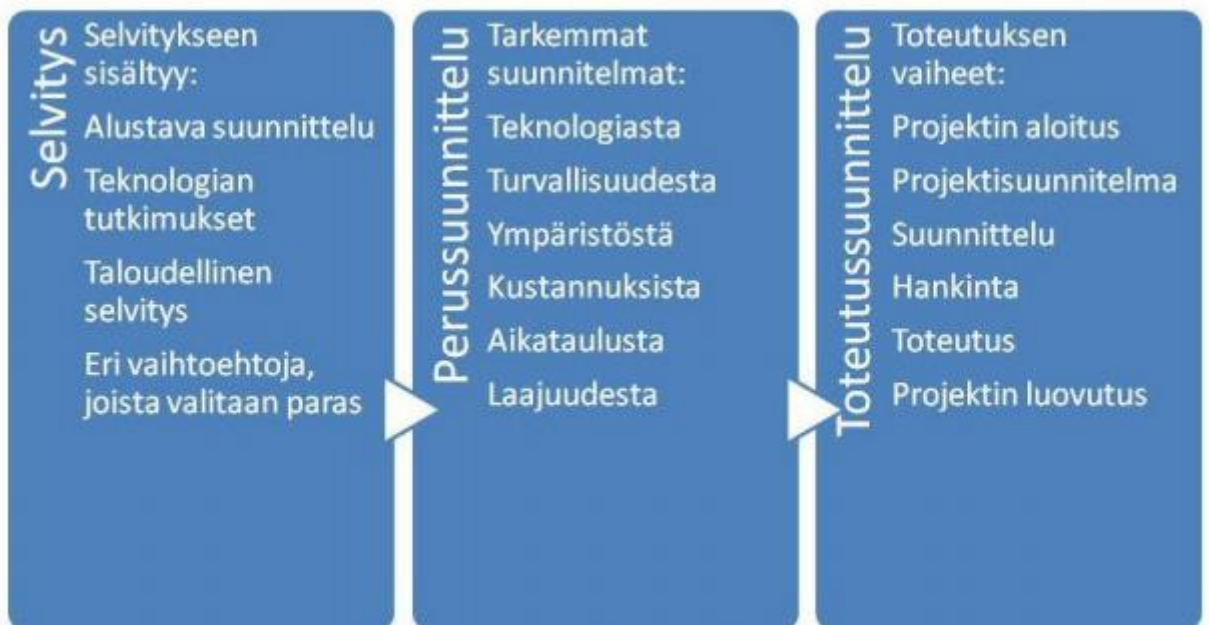 Selvitys
Selvitykseen
sisältyy:
Alustava suunnittelu
Teknologian
tutkimukset
Taloudellinen
selvitys
Eri vaihtoehtoja,
joista valitaan paras
Perussuunnittelu
Tarkemmat
suunnitelmat:
Teknologiasta
Turvallisuudesta
Ympäristöstä
Kustannuksista
Aikataulusta
Laajuudesta
Toteutussuunnittelu
Toteutuksen
vaiheet:
Projektin aloitus
Projektisuunnitelma
Suunnittelu
Hankinta
Toteutus
Projektin luovutus